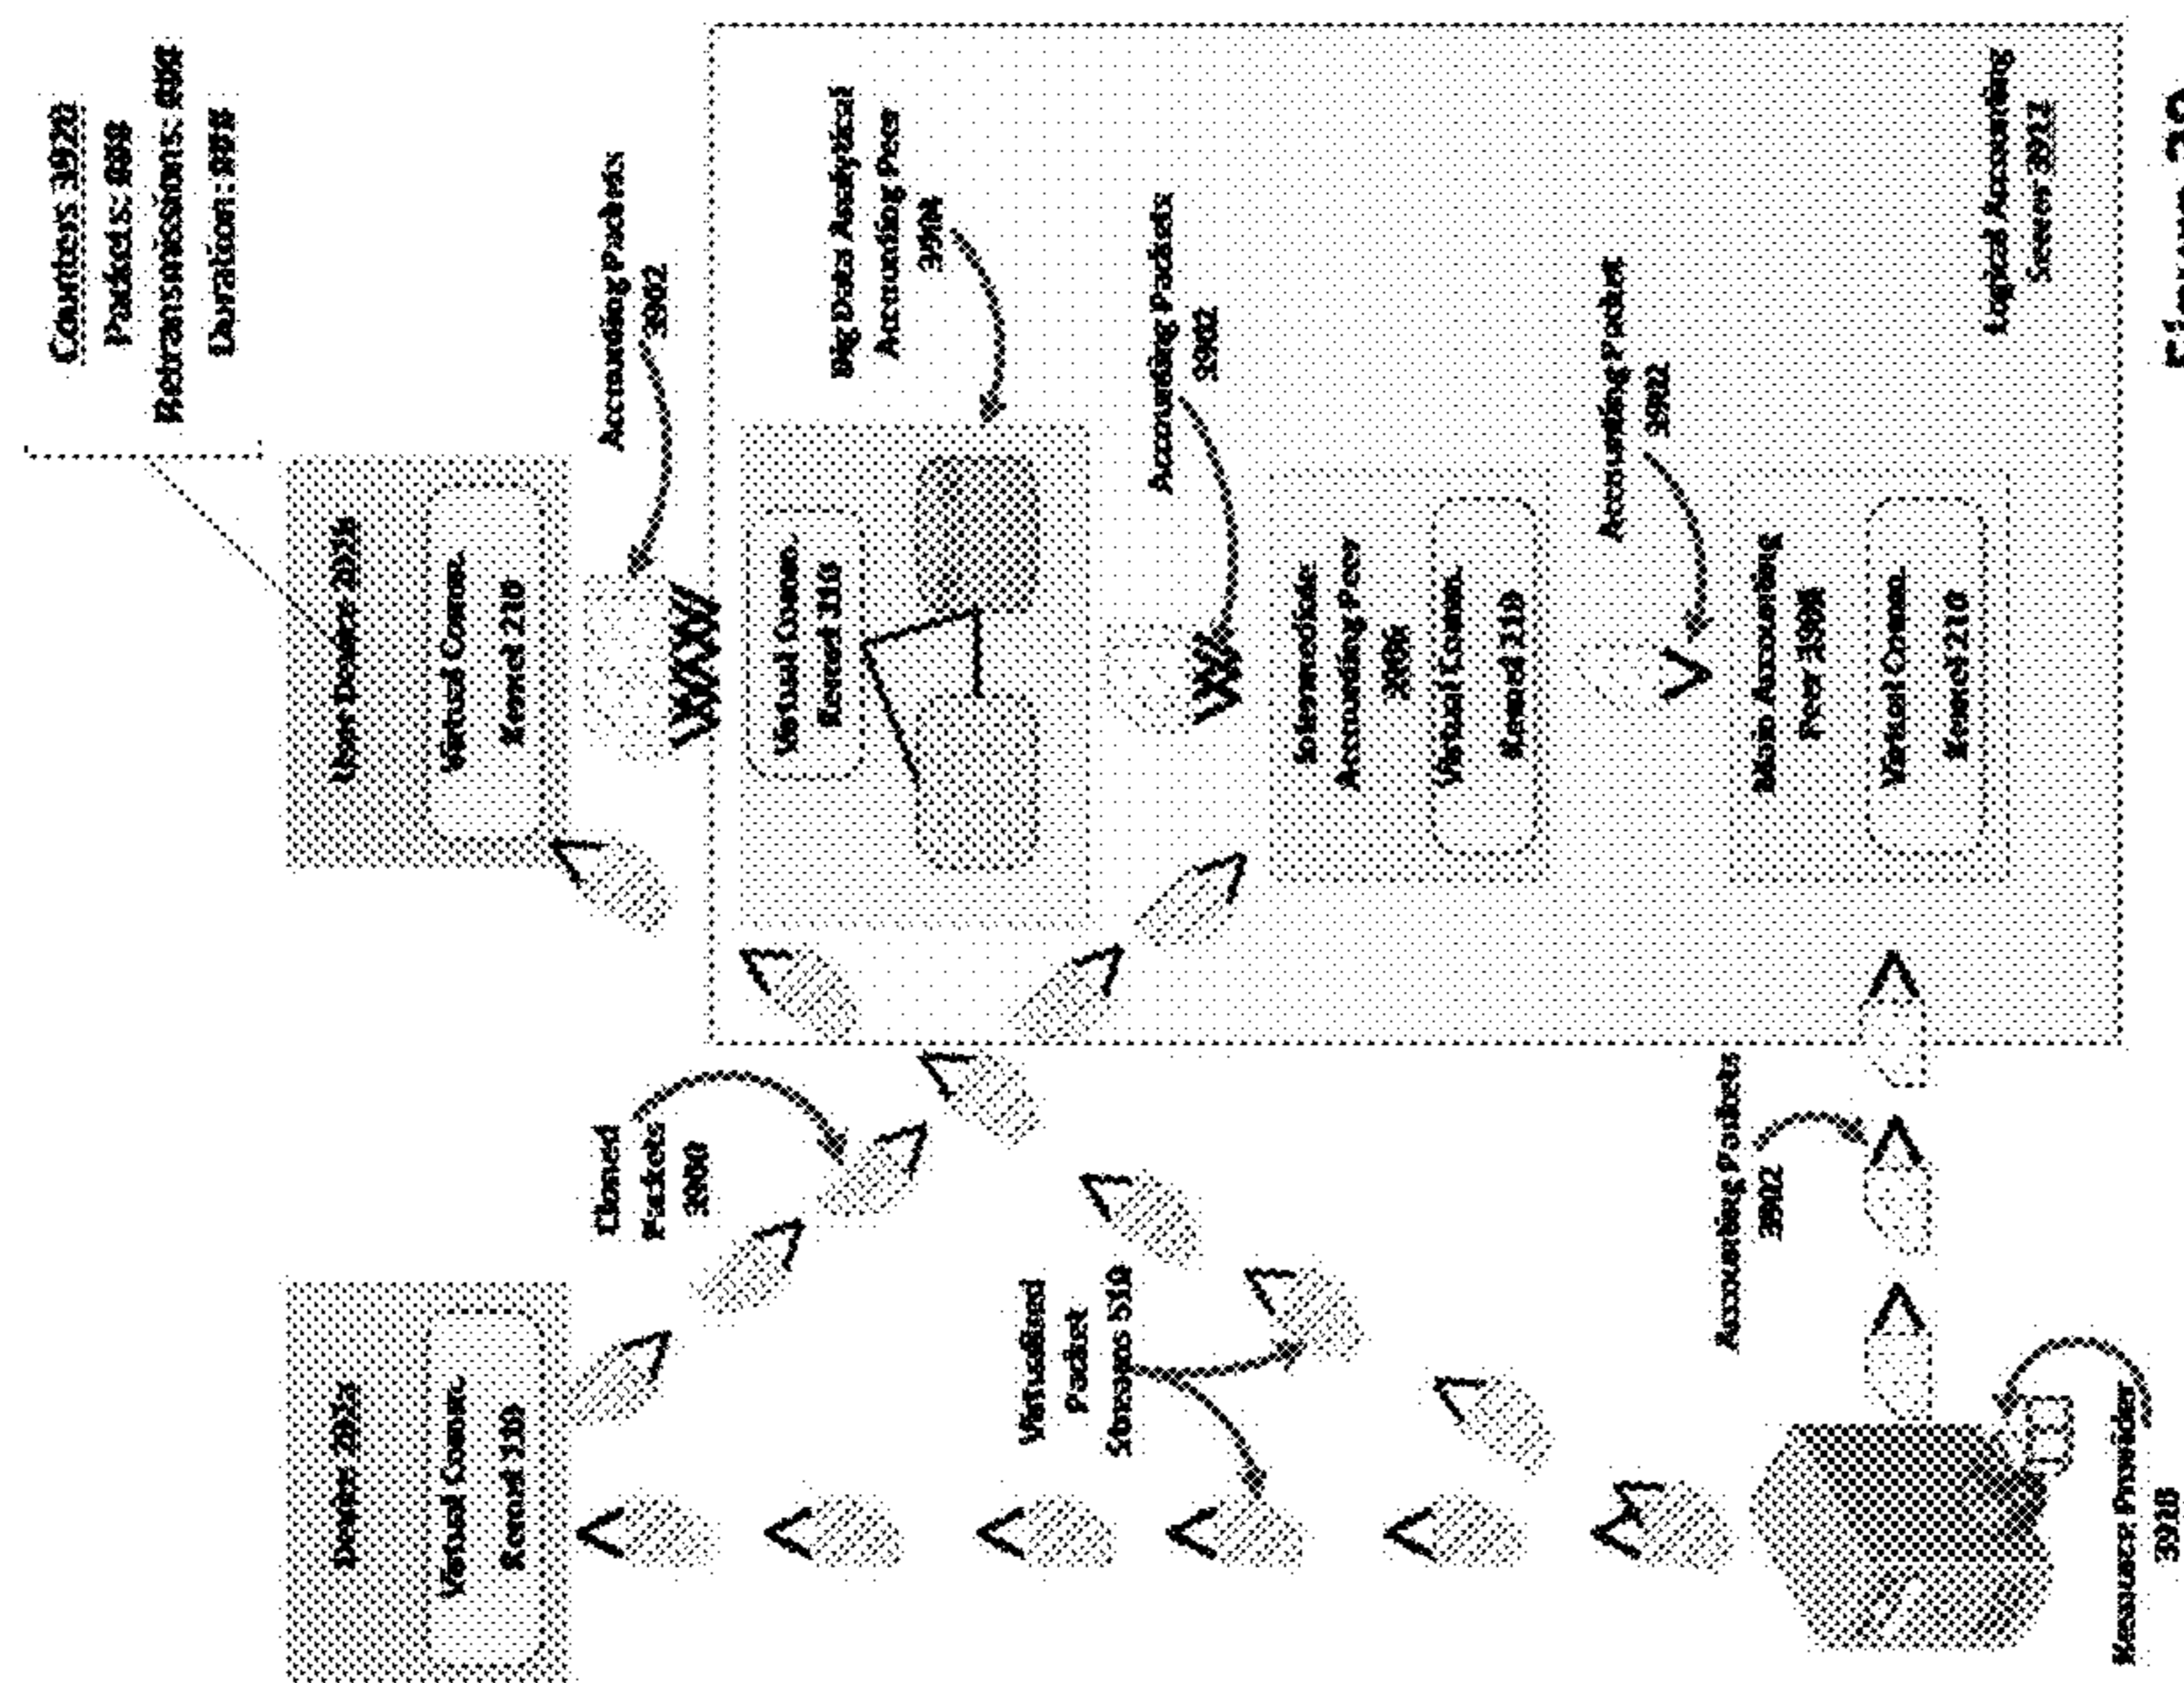 Counters 3920
Packets:
Retransmissions:
Duration:
User Device
Virtual Comm.
Kernel 210
Accounting Packets
3902
Big Data Analytical
Accounting Peer
3904
Virtual Comm.
Kernel 210
Accounting Packets
3902
Intermediate
Accounting Peer
3906
Virtual Comm.
Kernel 210
Accounting Packet
3902
Main Accounting
Peer 3908
Virtual Comm.
Kernel 210
Logical Accounting
Server
Device
Virtual Comm.
Kernel
Cloned
Packets
3900
Virtualized
Packet
Streams 510
Accounting Packets
3902
Resource Provider
3918